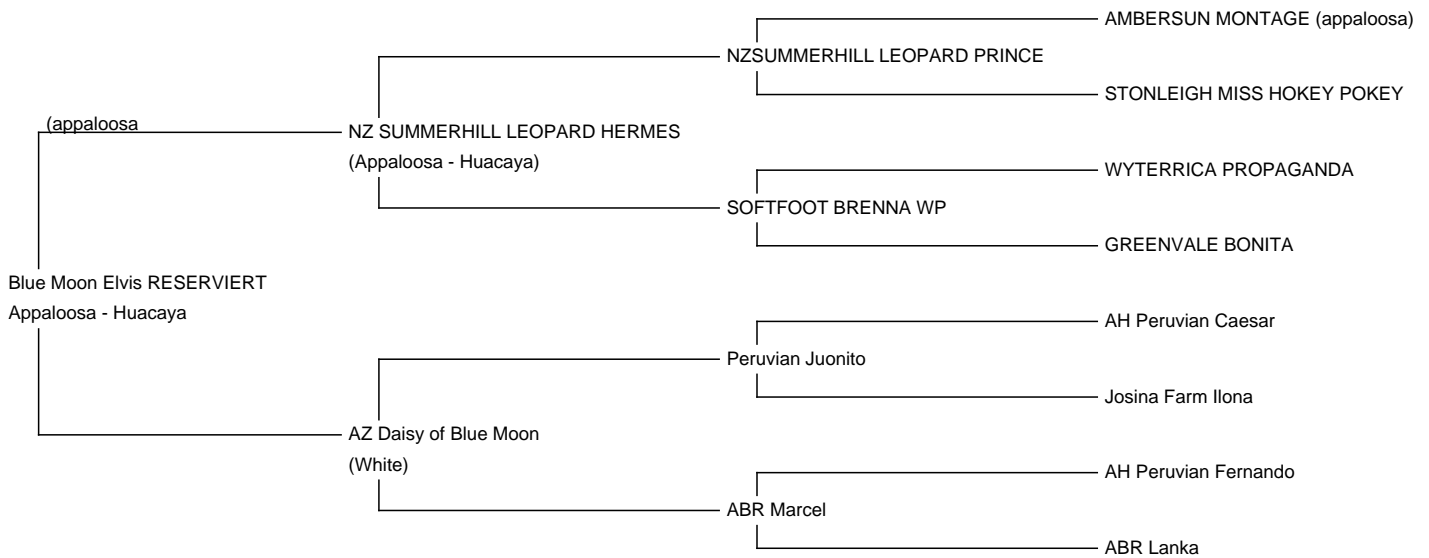 AMBERSUN MONTAGE (appaloosa)
NZSUMMERHILL LEOPARD PRINCE
STONLEIGH MISS HOKEY POKEY
(appaloosa
NZ SUMMERHILL LEOPARD HERMES
(Appaloosa - Huacaya)
WYTERRICA PROPAGANDA
SOFTFOOT BRENNA WP
GREENVALE BONITA
Blue Moon Elvis RESERVIERT
Appaloosa - Huacaya
AH Peruvian Caesar
Peruvian Juonito
Josina Farm Ilona
AZ Daisy of Blue Moon
(White)
AH Peruvian Fernando
ABR Marcel
ABR Lanka